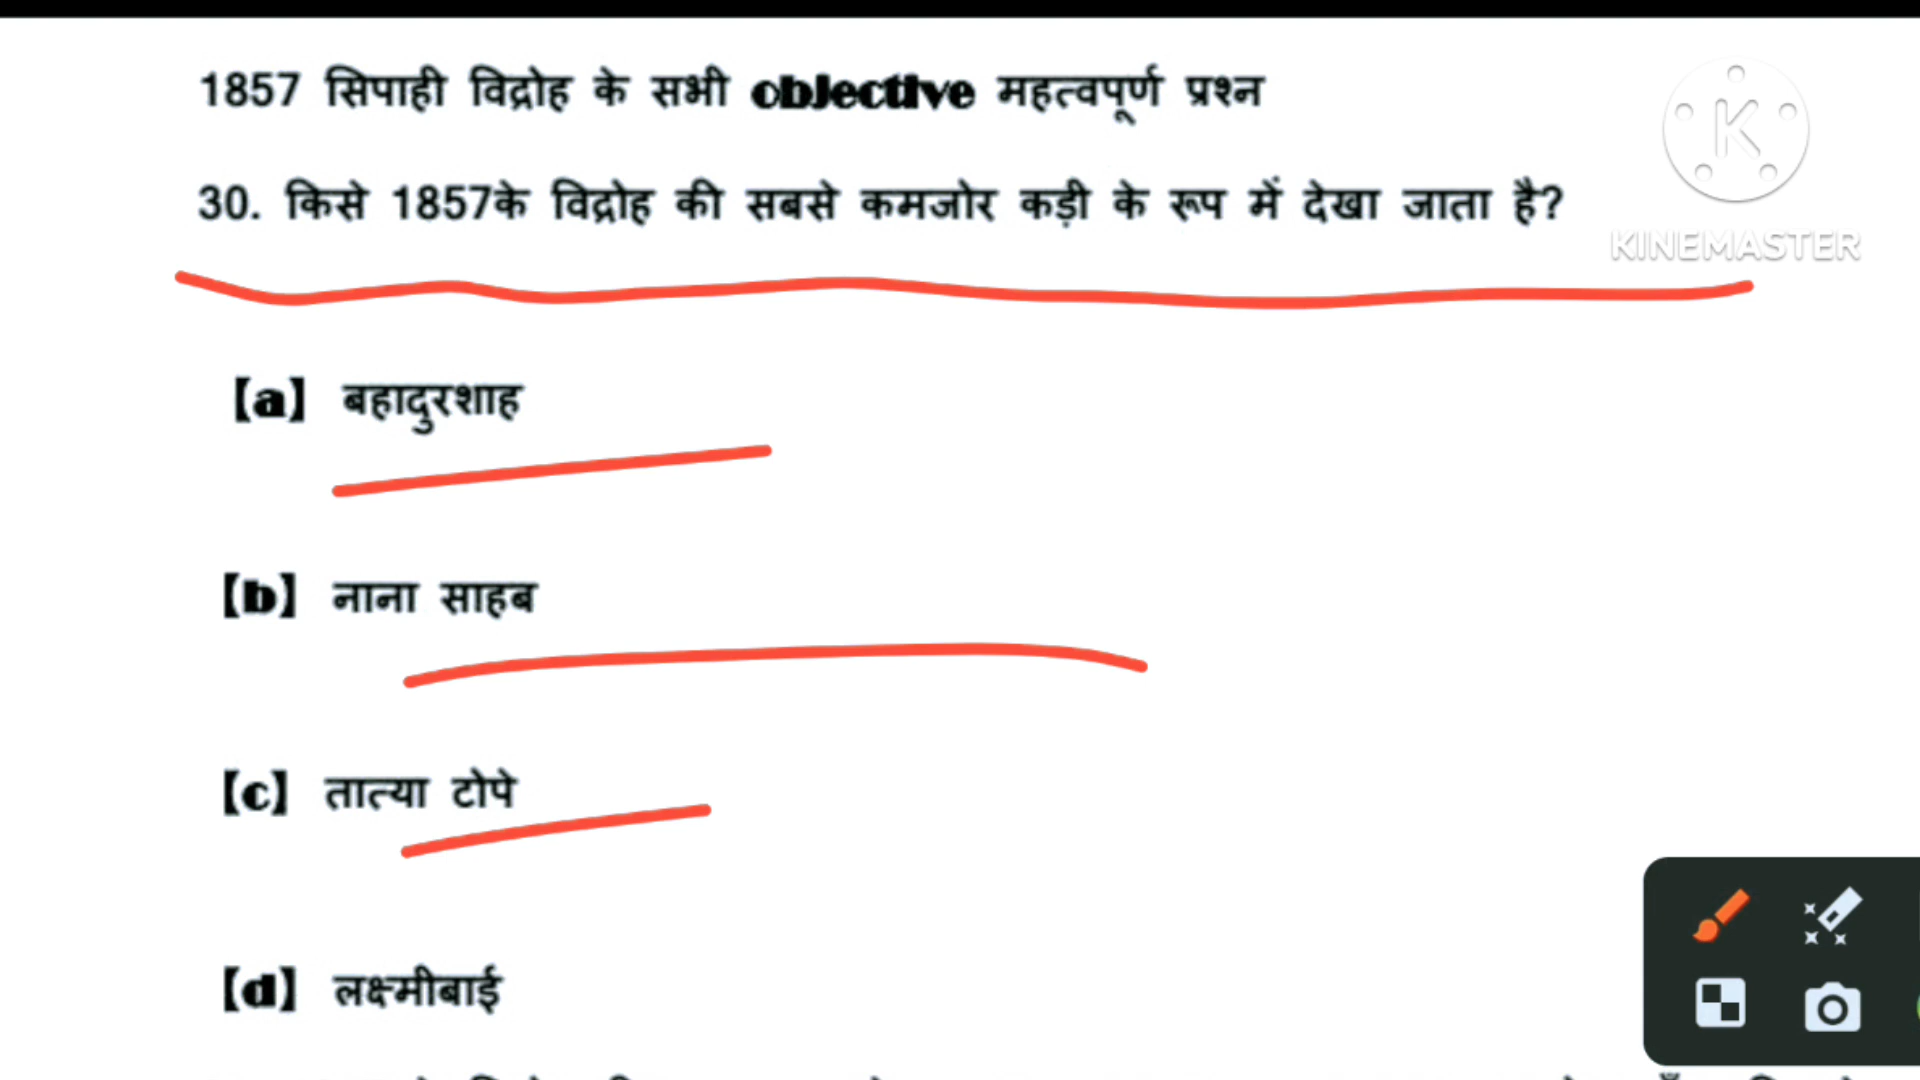 1857 सिपाही विद्रोह के सभी objective महत्वपूर्ण प्रश्न
30. किसे 1857के विद्रोह की सबसे कमजोर कड़ी के रूप में देखा जाता है?
KINEMASTER
【a】 बहादुरशाह
【b】 नाना साहब
【c】 तात्या टोपे
【d】 लक्ष्मीबाई